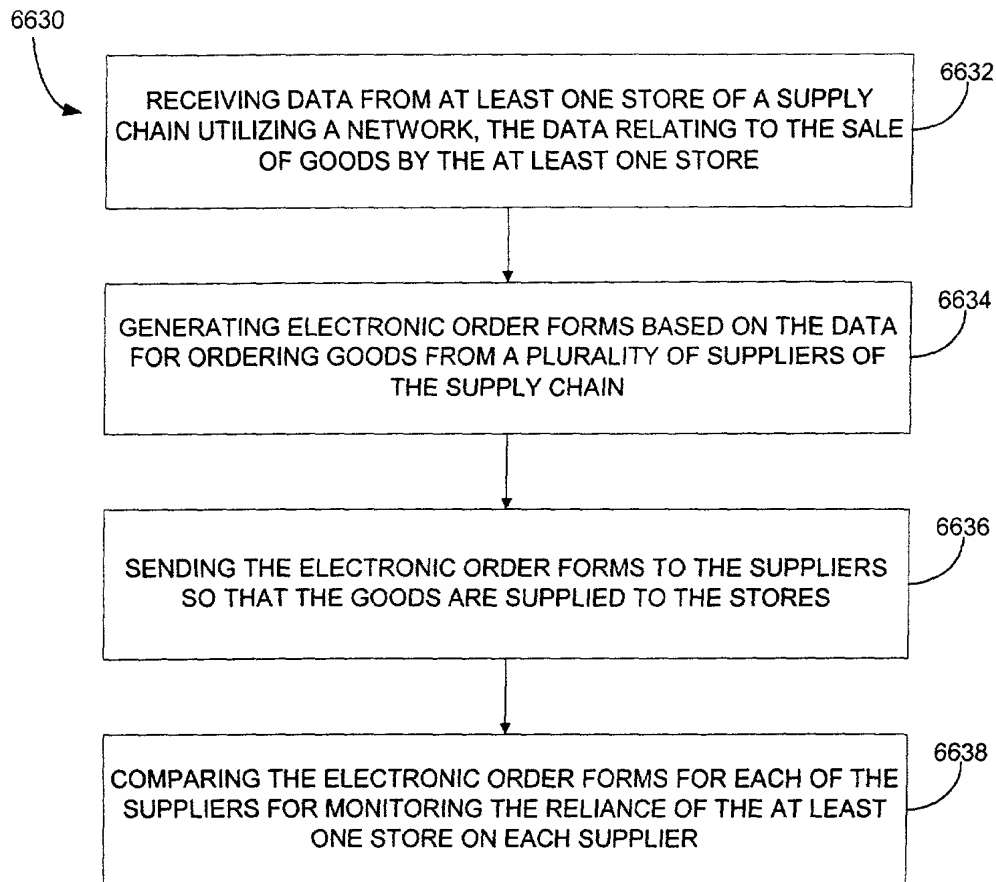 6630
6632
RECEIVING DATA FROM AT LEAST ONE STORE OF A SUPPLY
CHAIN UTILIZING A NETWORK, THE DATA RELATING TO THE SALE
OF GOODS BY THE AT LEAST ONE STORE
6634
GENERATING ELECTRONIC ORDER FORMS BASED ON THE DATA
FOR ORDERING GOODS FROM A PLURALITY OF SUPPLIERS OF
THE SUPPLY CHAIN
6636
SENDING THE ELECTRONIC ORDER FORMS TO THE SUPPLIERS
SO THAT THE GOODS ARE SUPPLIED TO THE STORES
6638
COMPARING THE ELECTRONIC ORDER FORMS FOR EACH OF THE
SUPPLIERS FOR MONITORING THE RELIANCE OF THE AT LEAST
ONE STORE ON EACH SUPPLIER